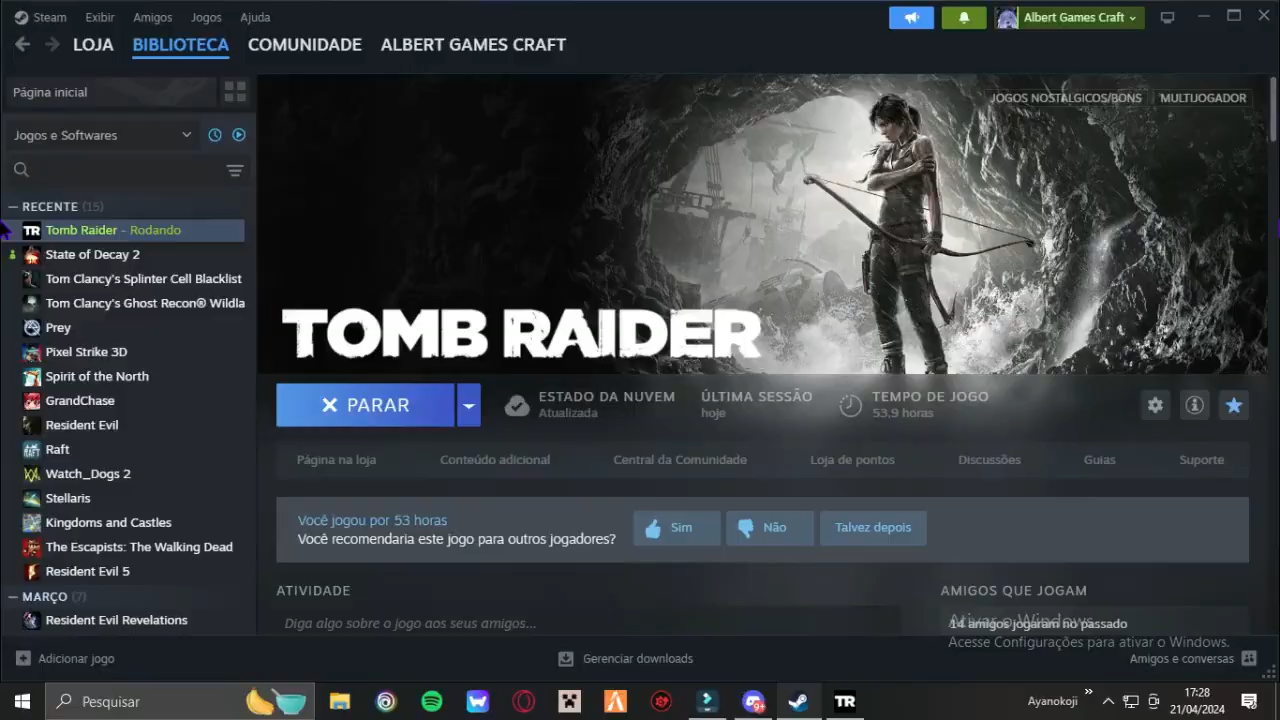 Steam Exibir Amigos Jogos Ajuda
Albert Games Craft
LOJA BIBLIOTECA COMUNIDADE ALBERT GAMES CRAFT
Página inicial
JOGOS NOSTALGICOS/BONS MULTIJOGADOR
Jogos e Softwares
RECENTE (15)
TR Tomb Raider - Rodando
State of Decay 2
Tom Clancy's Splinter Cell Blacklist
Tom Clancy's Ghost Recon® Wildla
Prey
Pixel Strike 3D
Spirit of the North
GrandChase
Resident Evil
Raft
Watch_Dogs 2
Stellaris
Kingdoms and Castles
The Escapists: The Walking Dead
Resident Evil 5
MARÇO (7)
Resident Evil Revelations
TOMB RAIDER
PARAR
ESTADO DA NUVEM
Atualizada
ÚLTIMA SESSÃO
hoje
TEMPO DE JOGO
53,9 horas
Página na loja Conteúdo adicional Central da Comunidade Loja de pontos Discussões Guias Suporte
Você jogou por 53 horas
Você recomendaria este jogo para outros jogadores?
Sim Não Talvez depois
ATIVIDADE
Diga algo sobre o jogo aos seus amigos...
AMIGOS QUE JOGAM
14 amigos jogaram no passado
Ativar o Windows
Acesse Configurações para ativar o Windows.
Adicionar jogo Gerenciar downloads Amigos e conversas
Pesquisar
9+
TR
Ayanokoji
17:28
21/04/2024